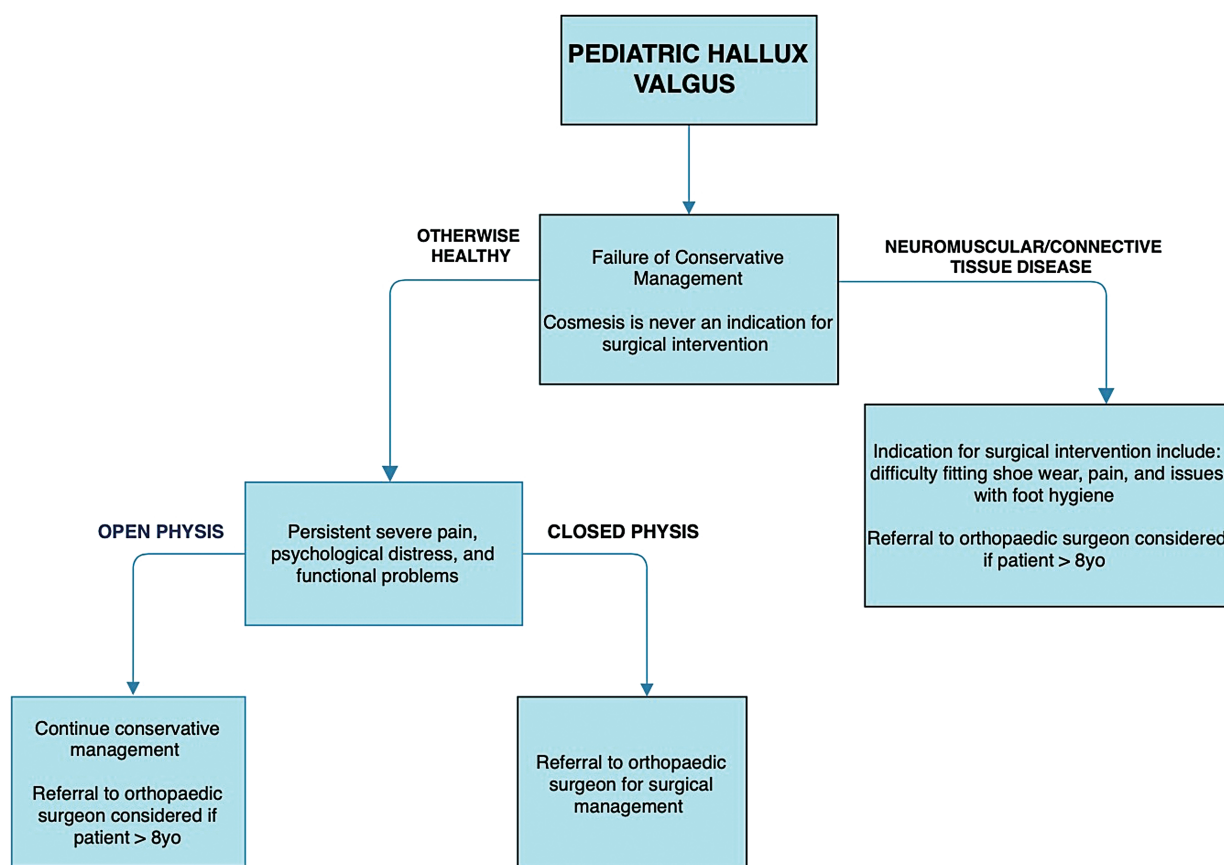 PEDIATRIC HALLUX
VALGUS
OTHERWISE
HEALTHY
Failure of Conservative
Management
Cosmesis is never an indication for
surgical intervention
NEUROMUSCULAR/CONNECTIVE
TISSUE DISEASE
Indication for surgical intervention include:
difficulty fitting shoe wear, pain, and issues
with foot hygiene
Referral to orthopaedic surgeon considered
if patient > 8yo
OPEN PHYSIS
Persistent severe pain,
psychological distress, and
functional problems
CLOSED PHYSIS
Continue conservative
management
Referral to orthopaedic
surgeon considered if
patient > 8yo
Referral to orthopaedic
surgeon for surgical
management